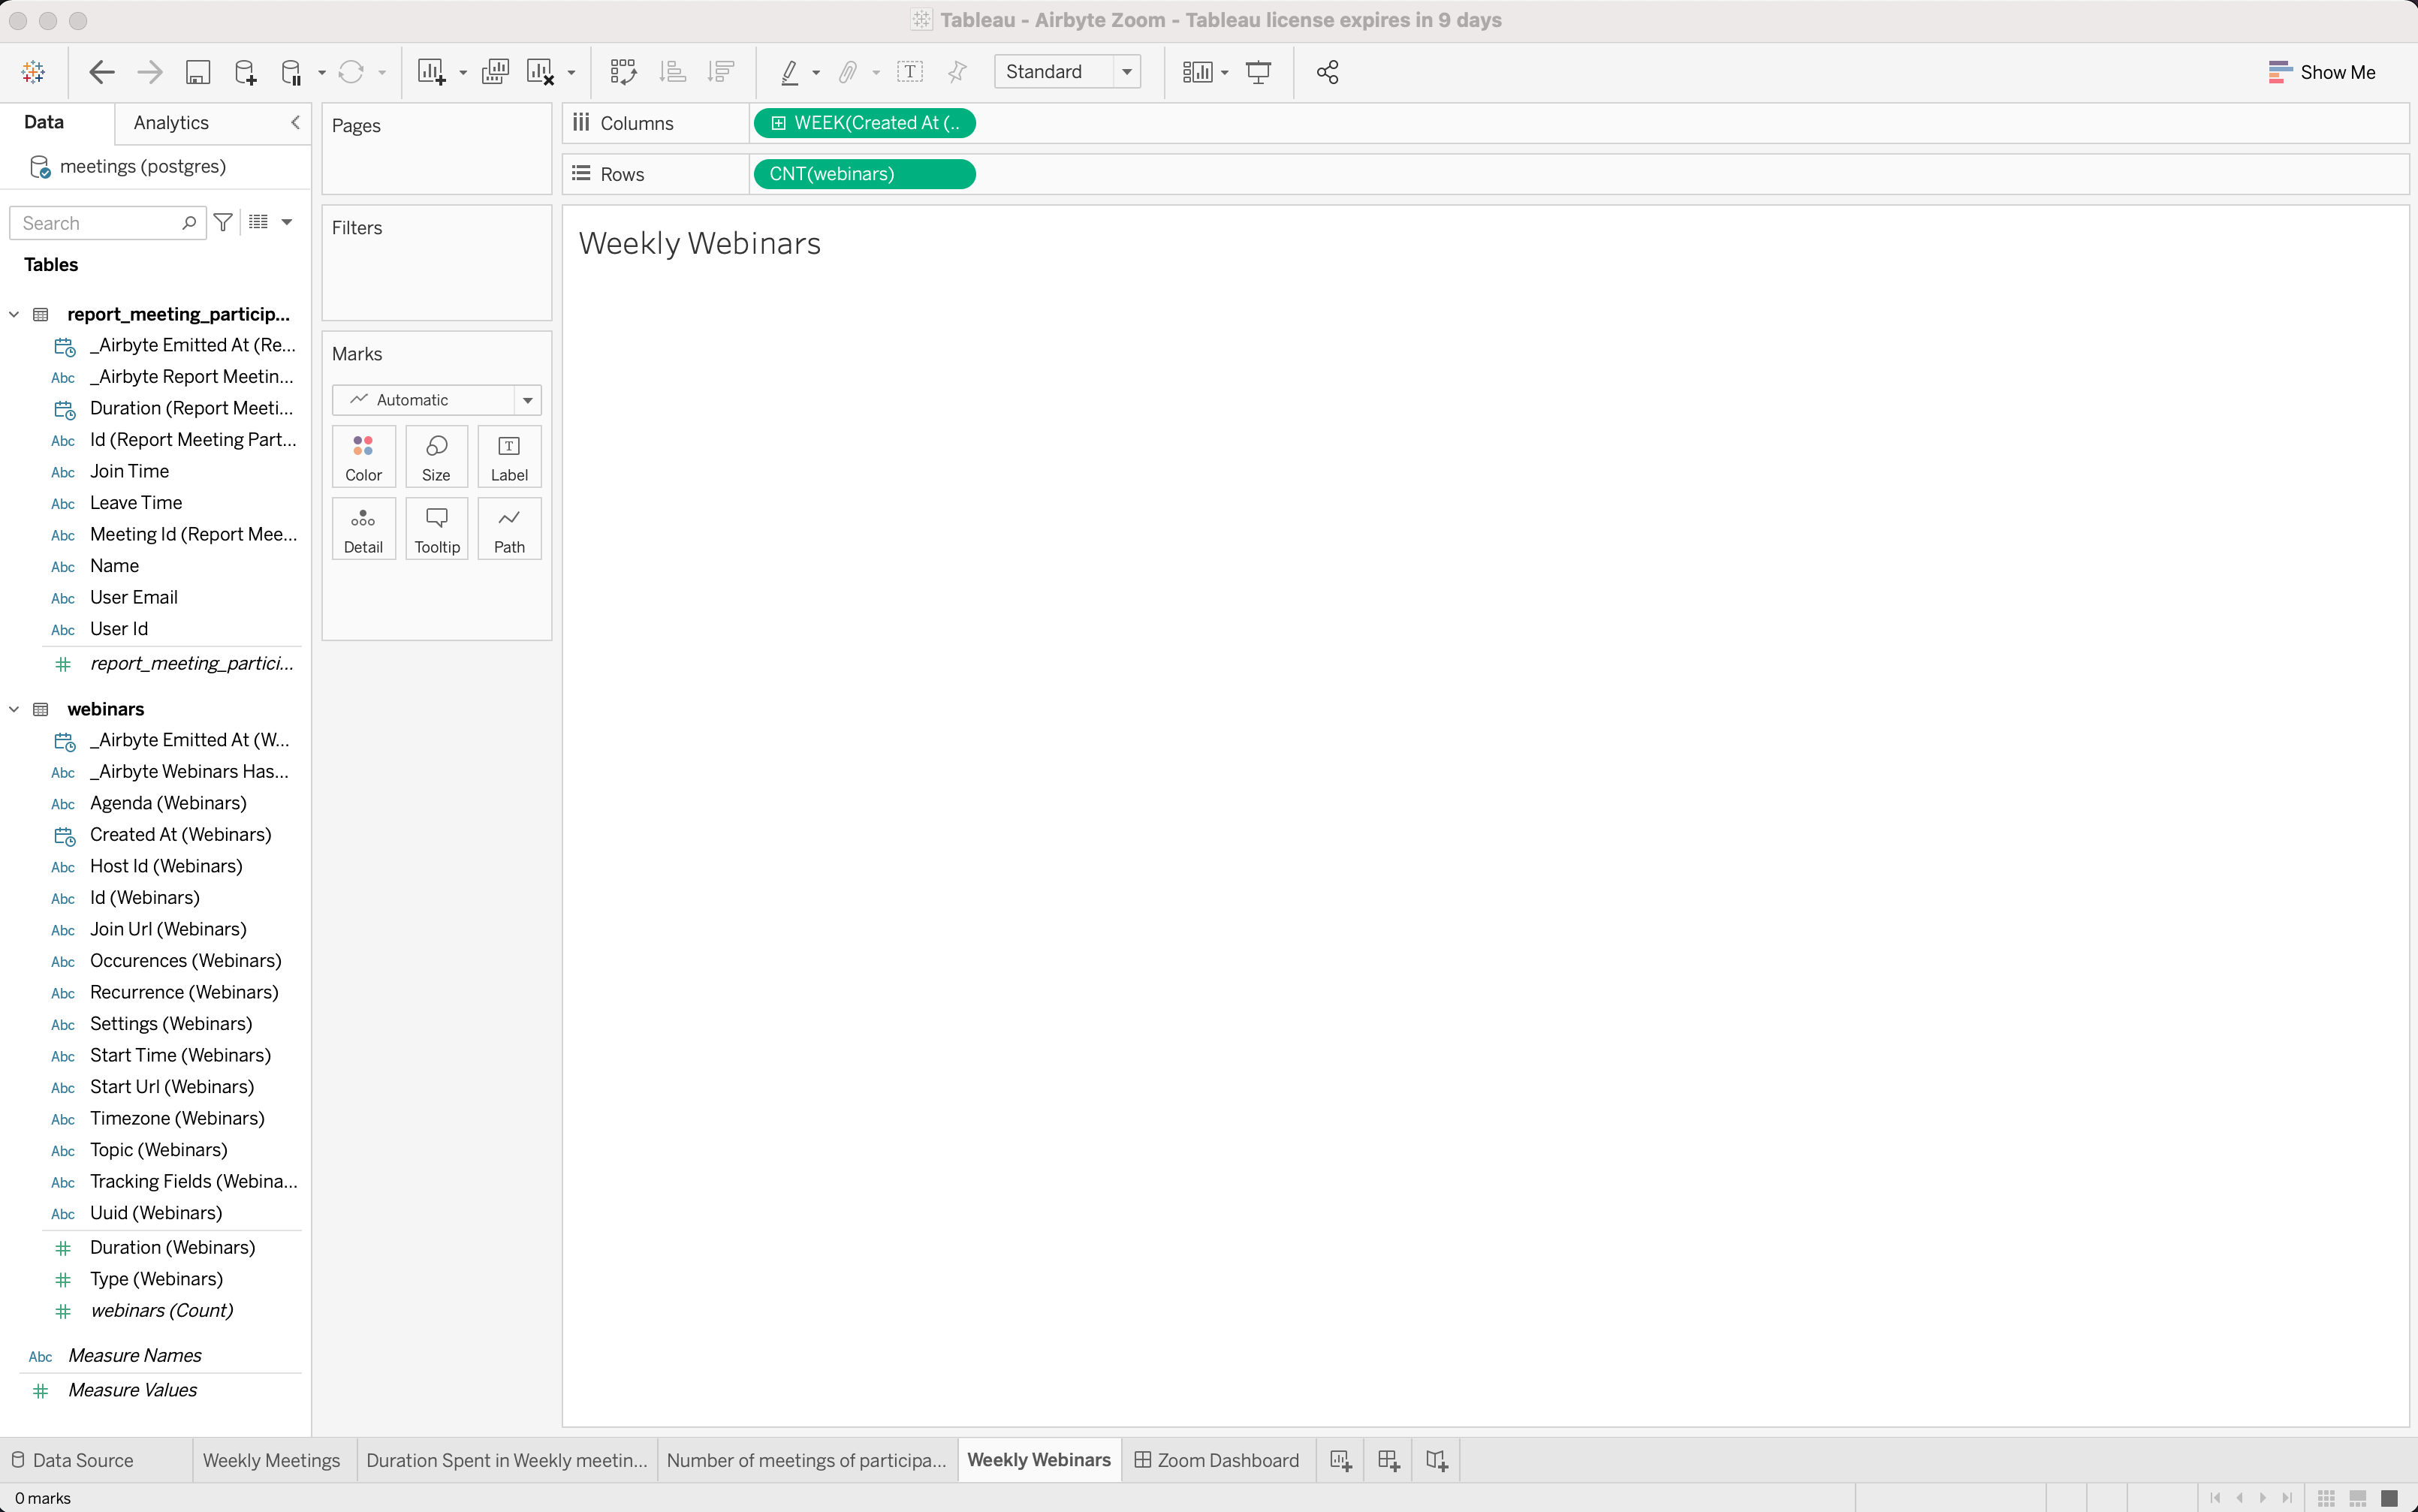 Tableau - Airbyte Zoom - Tableau license expires in 9 days
Standard
Show Me
Data
Analytics
meetings (postgres)
Search
Tables
report_meeting_particip...
_Airbyte Emitted At (Re...
Abc _Airbyte Report Meetin...
Duration (Report Meeti...
Abc Id (Report Meeting Part...
Abc Join Time
Abc Leave Time
Abc Meeting Id (Report Mee...
Abc Name
Abc User Email
Abc User Id
report_meeting_partici...
webinars
_Airbyte Emitted At (W...
Abc _Airbyte Webinars Has...
Abc Agenda (Webinars)
Created At (Webinars)
Abc Host Id (Webinars)
Abc Id (Webinars)
Abc Join Url (Webinars)
Abc Occurences (Webinars)
Abc Recurrence (Webinars)
Abc Settings (Webinars)
Abc Start Time (Webinars)
Abc Start Url (Webinars)
Abc Timezone (Webinars)
Abc Topic (Webinars)
Abc Tracking Fields (Webina...
Abc Uuid (Webinars)
# Duration (Webinars)
# Type (Webinars)
# webinars (Count)
Abc Measure Names
# Measure Values
Pages
Filters
Marks
Automatic
Color Size Label
Detail Tooltip Path
Columns WEEK(Created At (..
Rows CNT(webinars)
Weekly Webinars
Data Source Weekly Meetings Duration Spent in Weekly meetin... Number of meetings of participa... Weekly Webinars Zoom Dashboard
0 marks